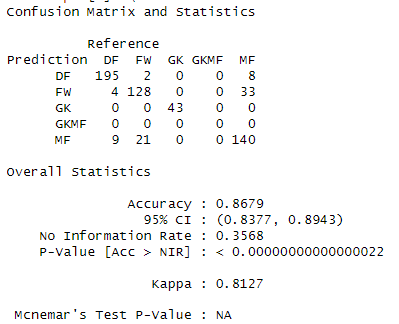 Confusion Matrix and Statistics
Reference
Prediction DF FW GK GKMF MF
DF 195 2 0 0 8
FW 4 128 0 0 33
GK 0 0 43 0 0
GKMF 0 0 0 0 0
MF 9 21 0 0 140
Overall Statistics
Accuracy : 0.8679
95% CI : (0.8377, 0.8943)
No Information Rate : 0.3568
P-Value [Acc > NIR] : < 0.00000000000000022
Kappa : 0.8127
Mcnemar's Test P-Value : NA